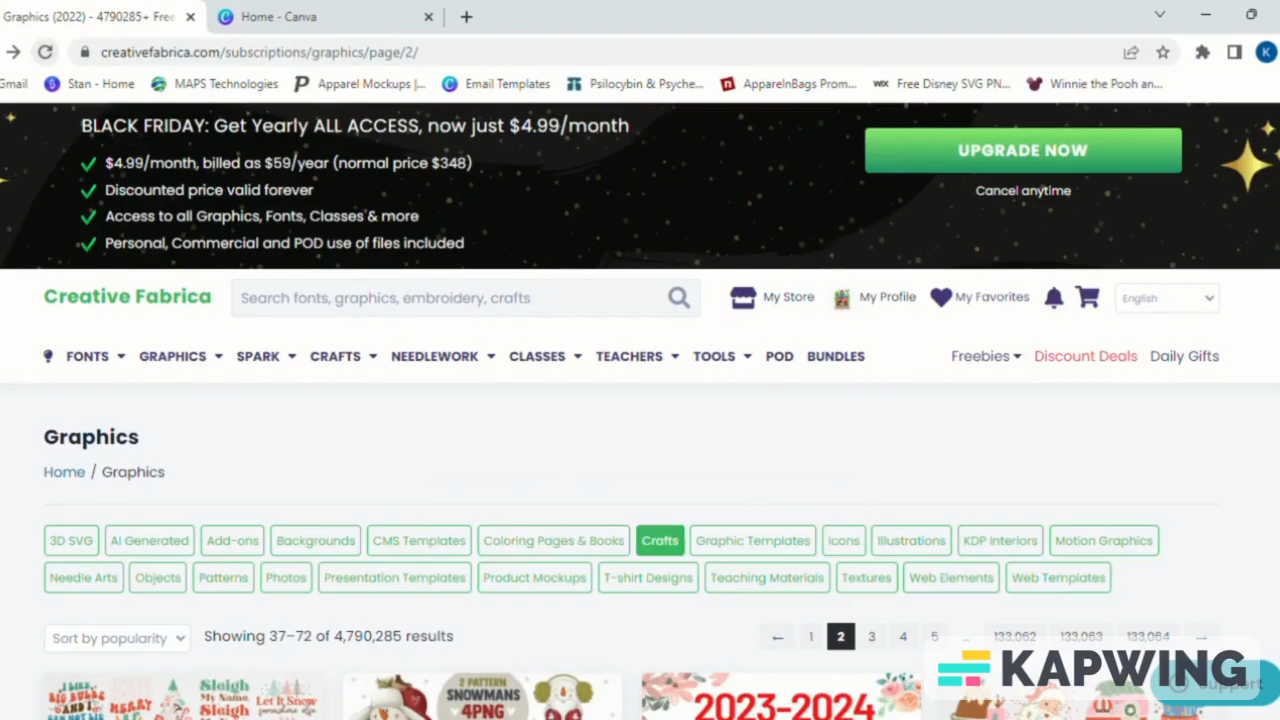 Graphics (2022) - 4790285+ Free
Home - Canva
creativefabrica.com/subscriptions/graphics/page/2/
K
Gmail
Stan - Home
MAPS Technologies
Apparel Mockups |...
Email Templates
Psilocybin & Psyche...
ApparelnBags Prom...
WIX
Free Disney SVG PN...
Winnie the Pooh an...
BLACK FRIDAY: Get Yearly ALL ACCESS, now just $4.99/month
$4.99/month, billed as $59/year (normal price $348)
Discounted price valid forever
Access to all Graphics, Fonts, Classes & more
Personal, Commercial and POD use of files included
UPGRADE NOW
Cancel anytime
Creative Fabrica
Search fonts, graphics, embroidery, crafts
My Store
My Profile
My Favorites
English
FONTS
GRAPHICS
SPARK
CRAFTS
NEEDLEWORK
CLASSES
TEACHERS
TOOLS
POD
BUNDLES
Freebies
Discount Deals
Daily Gifts
Graphics
Home / Graphics
3D SVG
AI Generated
Add-ons
Backgrounds
CMS Templates
Coloring Pages & Books
Crafts
Graphic Templates
Icons
Illustrations
KDP Interiors
Motion Graphics
Needle Arts
Objects
Patterns
Photos
Presentation Templates
Product Mockups
T-shirt Designs
Teaching Materials
Textures
Web Elements
Web Templates
Sort by popularity
Showing 37–72 of 4,790,285 results
← 1 2 3 4 5 ... 133,062 133,063 133,064 →
KAPWING
Support
I LIKE
BIG BULBS
AND I
MERRY
Sleigh
My Name,
Sleigh
Let It Snow
2 PATTERN
SNOWMANS
4PNG
2023-2024